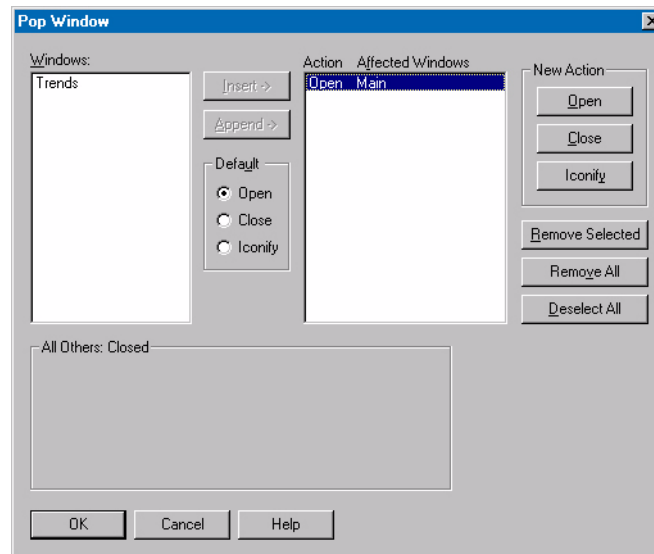 Pop Window
Windows:
Trends
Insert ->
Append ->
Default
Open
Close
Iconify
Action Affected Windows
Open Main
New Action
Open
Close
Iconify
Remove Selected
Remove All
Deselect All
All Others: Closed
OK
Cancel
Help